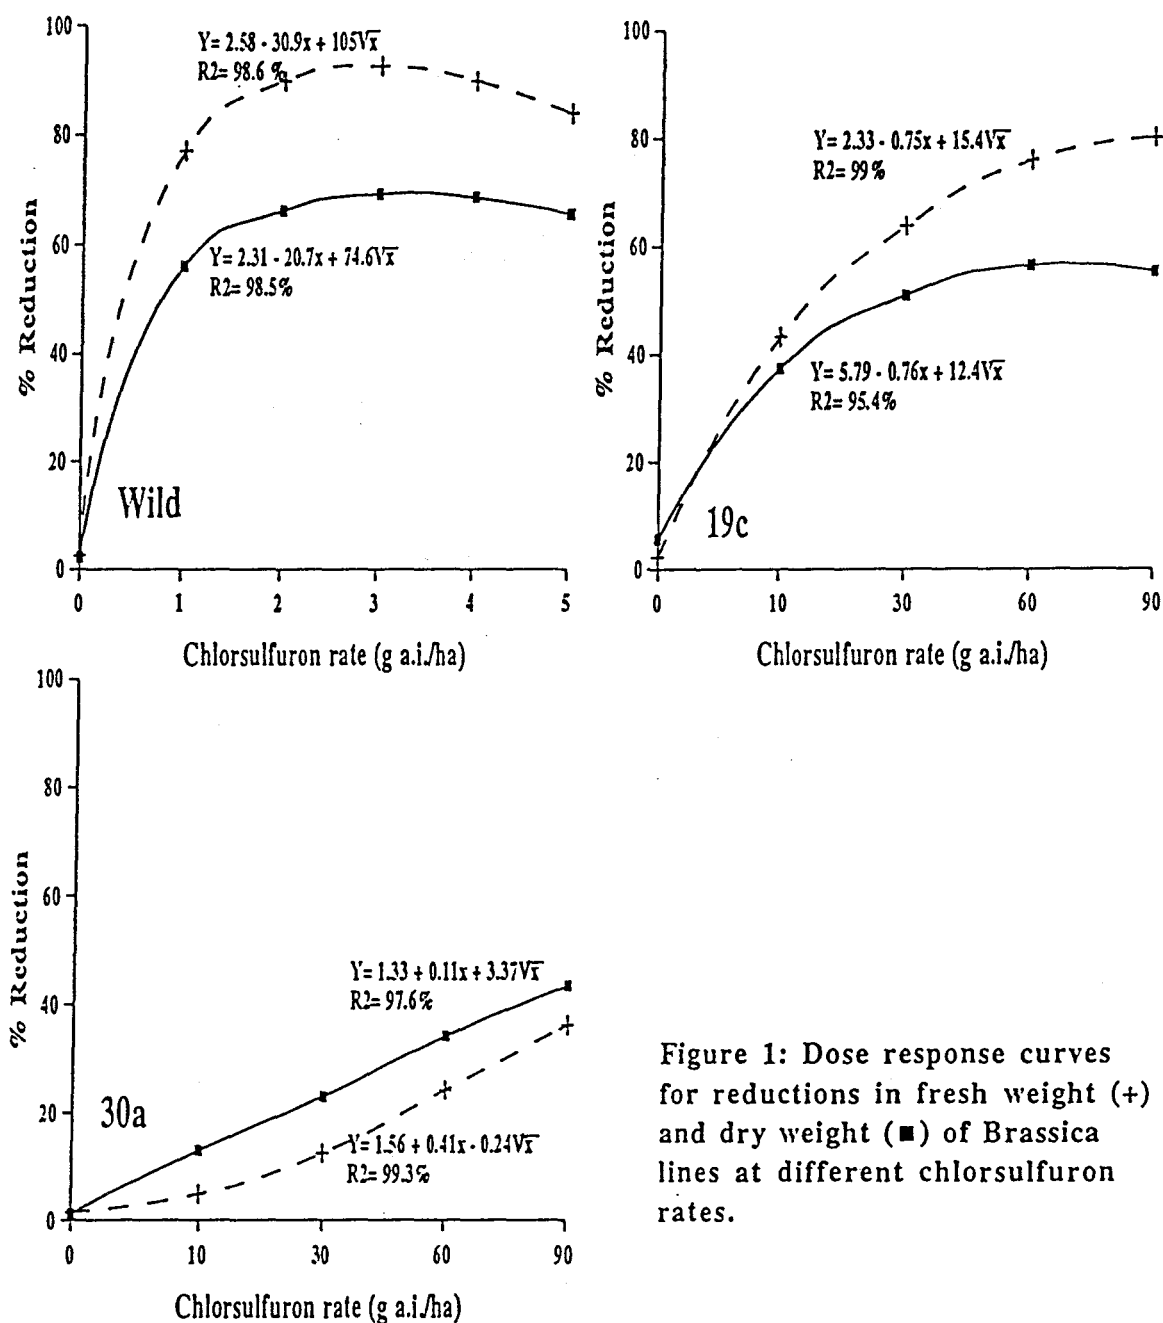 100
80
60
40
20
0
% Reduction
Y= 2.58 - 30.9x + 105√x
R2= 98.6 %
Y= 2.31 - 20.7x + 74.6√x
R2= 98.5%
Wild
0 1 2 3 4 5
Chlorsulfuron rate (g a.i./ha)
100
80
60
40
20
0
% Reduction
Y= 2.33 - 0.75x + 15.4√x
R2= 99%
Y= 5.79 - 0.76x + 12.4√x
R2= 95.4%
19c
0 10 30 60 90
Chlorsulfuron rate (g a.i./ha)
100
80
60
40
20
0
% Reduction
Y= 1.33 + 0.11x + 3.37√x
R2= 97.6%
30a
Y= 1.56 + 0.41x - 0.24√x
R2= 99.3%
0 10 30 60 90
Chlorsulfuron rate (g a.i./ha)
Figure 1: Dose response curves
for reductions in fresh weight (+)
and dry weight (■) of Brassica
lines at different chlorsulfuron
rates.